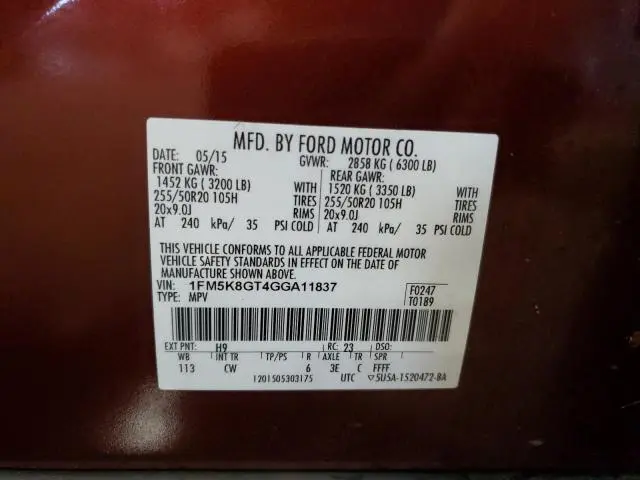 MFD. BY FORD MOTOR CO.
DATE: 05/15 GVWR: 2858 KG ( 6300 LB)
FRONT GAWR: REAR GAWR:
1452 KG ( 3200 LB) WITH 1520 KG ( 3350 LB) WITH
255/50R20 105H TIRES 255/50R20 105H TIRES
20x9.0J RIMS 20x9.0J RIMS
AT 240 kPa/ 35 PSI COLD AT 240 kPa/ 35 PSI COLD
THIS VEHICLE CONFORMS TO ALL APPLICABLE FEDERAL MOTOR
VEHICLE SAFETY STANDARDS IN EFFECT ON THE DATE OF
MANUFACTURE SHOWN ABOVE.
VIN: 1FM5K8GT4GGA11837 F0247
TYPE: MPV T0189
EXT PNT: H9 RC: 23 DSO:
WB INT TR TP/PS R AXLE TR SPR
113 CW 6 3E C FFFF
1201505303175 UTC ▽5USA-1520472-BA